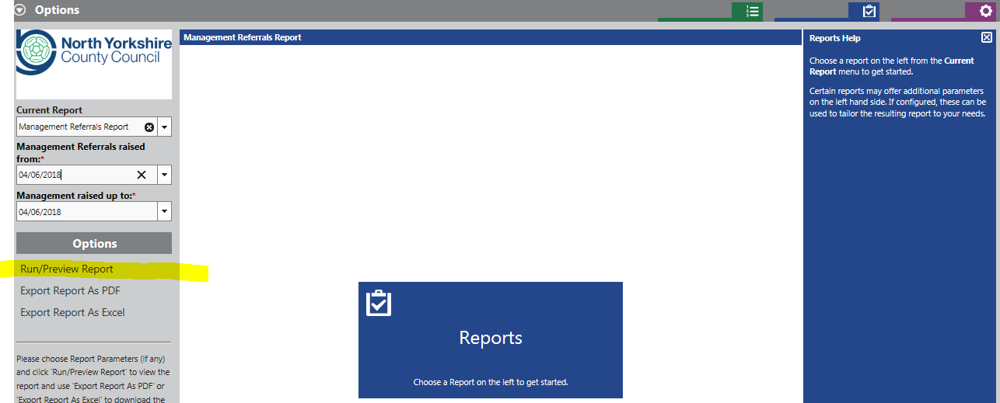 Options
North Yorkshire
County Council
Current Report
Management Referrals Report
Management Referrals raised
from:*
04/06/2018
Management raised up to:*
04/06/2018
Options
Run/Preview Report
Export Report As PDF
Export Report As Excel
Please choose Report Parameters (if any)
and click 'Run/Preview Report' to view the
report and use 'Export Report As PDF' or
'Export Report As Excel' to download the
Management Referrals Report
Reports
Choose a Report on the left to get started.
Reports Help
Choose a report on the left from the Current
Report menu to get started.
Certain reports may offer additional parameters
on the left hand side. If configured, these can be
used to tailor the resulting report to your needs.